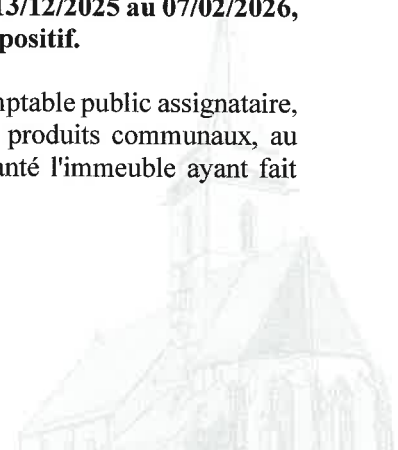 13/12/2025 au 07/02/2026,
positif.
ptable public assignataire,
produits communaux, au
anté l'immeuble ayant fait